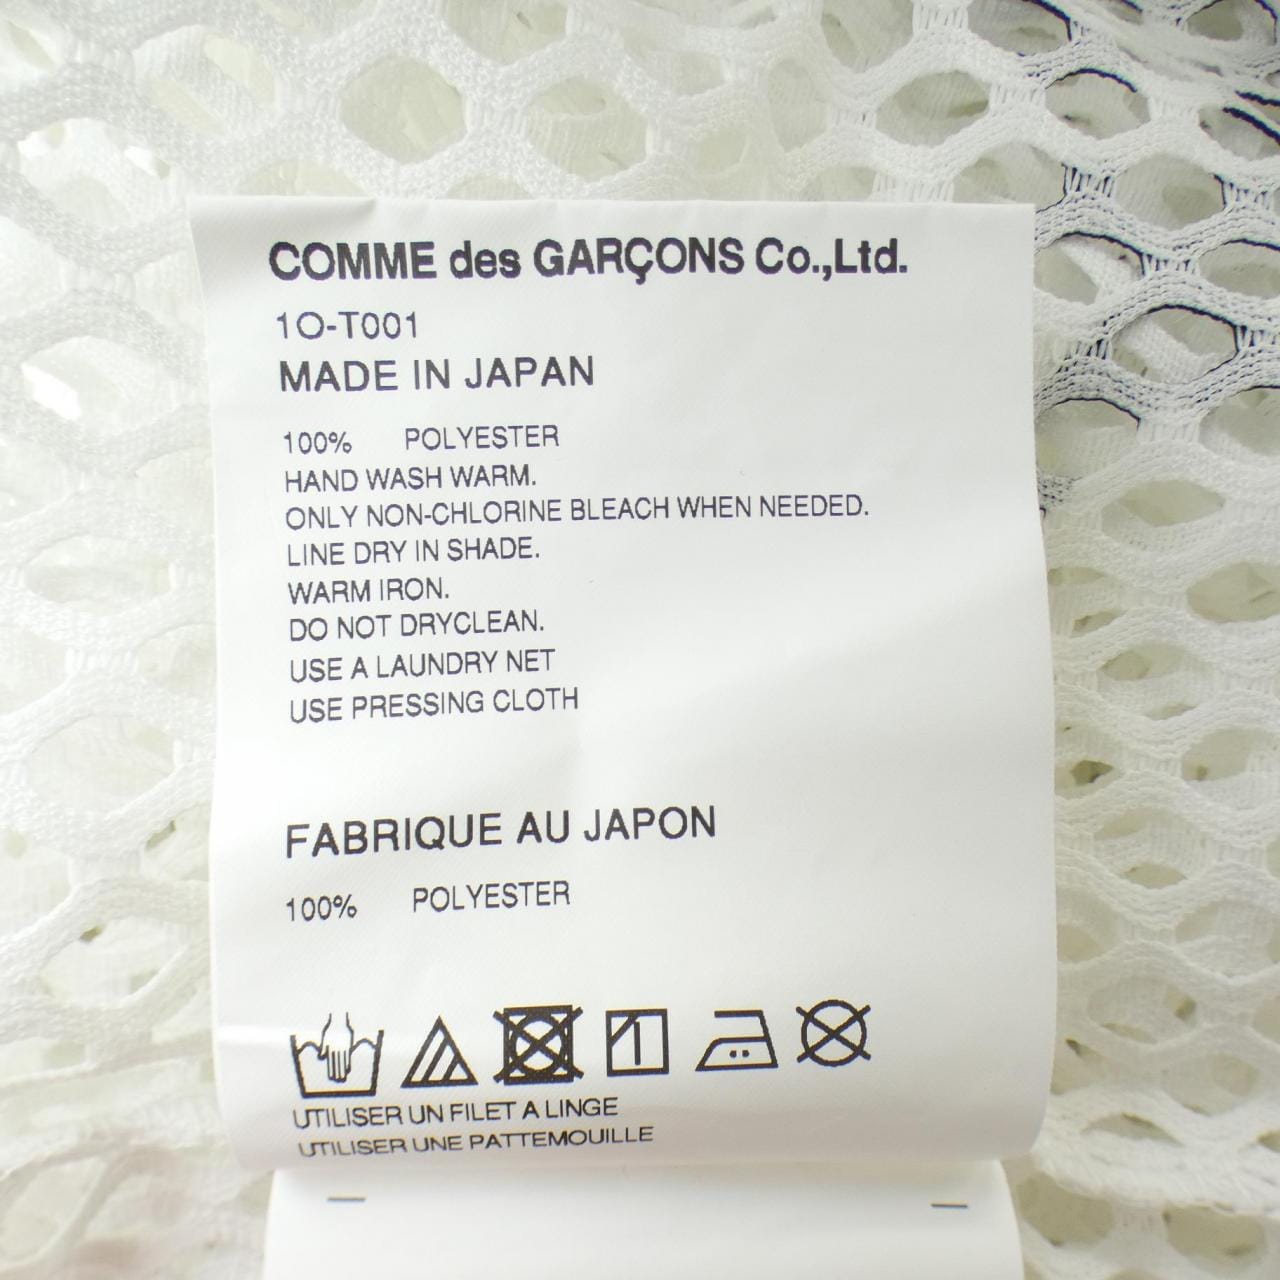 COMME des GARÇONS Co.,Ltd.
1O-T001
MADE IN JAPAN
100% POLYESTER
HAND WASH WARM.
ONLY NON-CHLORINE BLEACH WHEN NEEDED.
LINE DRY IN SHADE.
WARM IRON.
DO NOT DRYCLEAN.
USE A LAUNDRY NET
USE PRESSING CLOTH
FABRIQUE AU JAPON
100% POLYESTER
UTILISER UN FILET A LINGE
UTILISER UNE PATTEMOUILLE